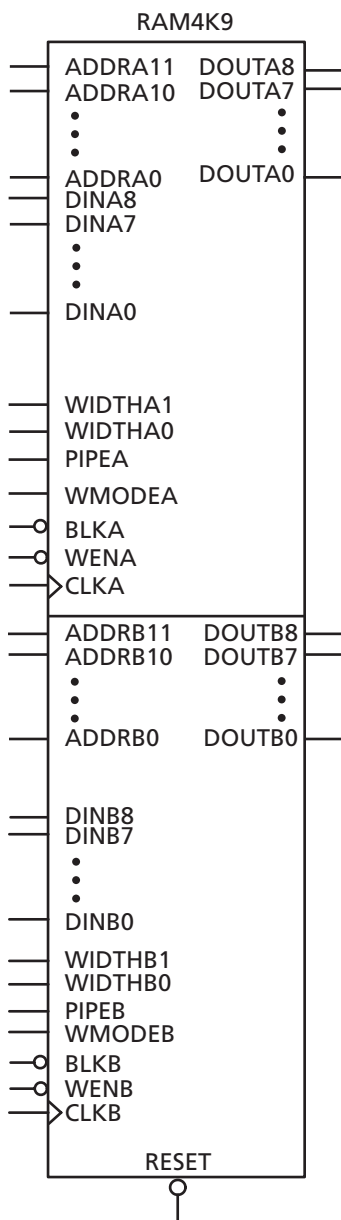 RAM4K9
ADDRA11 DOUTA8
ADDRA10 DOUTA7
ADDRA0 DOUTA0
DINA8
DINA7
DINA0
WIDTHA1
WIDTHA0
PIPEA
WMODEA
BLKA
WENA
CLKA
ADDRB11 DOUTB8
ADDRB10 DOUTB7
ADDRB0 DOUTB0
DINB8
DINB7
DINB0
WIDTHB1
WIDTHB0
PIPEB
WMODEB
BLKB
WENB
CLKB
RESET